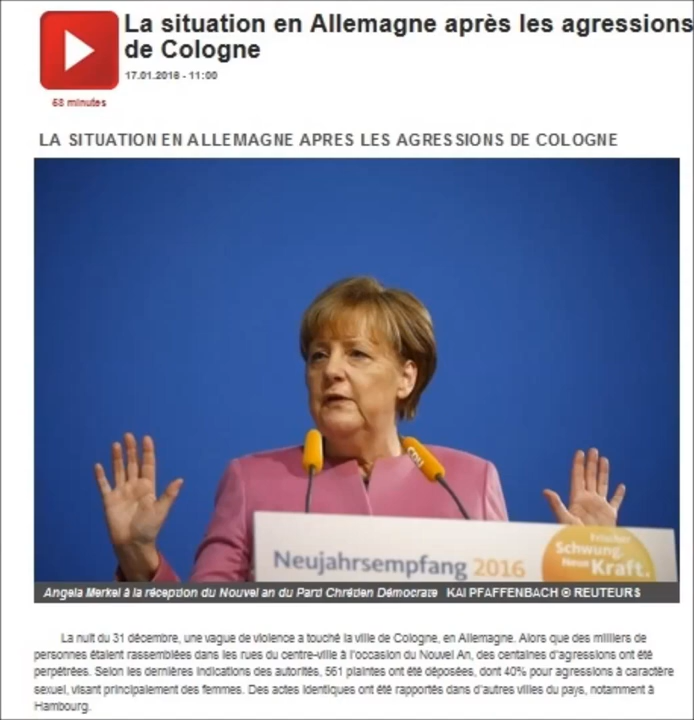 La situation en Allemagne après les agressions
de Cologne
17.01.2016 - 11:00
68 minutes
LA SITUATION EN ALLEMAGNE APRES LES AGRESSIONS DE COLOGNE
CDU
Neujahrsempfang 2016
Frischer
Schwung.
Neue Kraft.
Angela Merkel à la réception du Nouvel an du Parti Chrétien Démocrate KAI PFAFFENBACH © REUTEURS
La nuit du 31 décembre, une vague de violence a touché la ville de Cologne, en Allemagne. Alors que des milliers de
personnes étaient rassemblées dans les rues du centre-ville à l'occasion du Nouvel An, des centaines d'agressions ont été
perpétrées. Selon les dernières indications des autorités, 561 plaintes ont été déposées, dont 40% pour agressions à caractère
sexuel, visant principalement des femmes. Des actes identiques ont été rapportés dans d'autres villes du pays, notamment à
Hambourg.